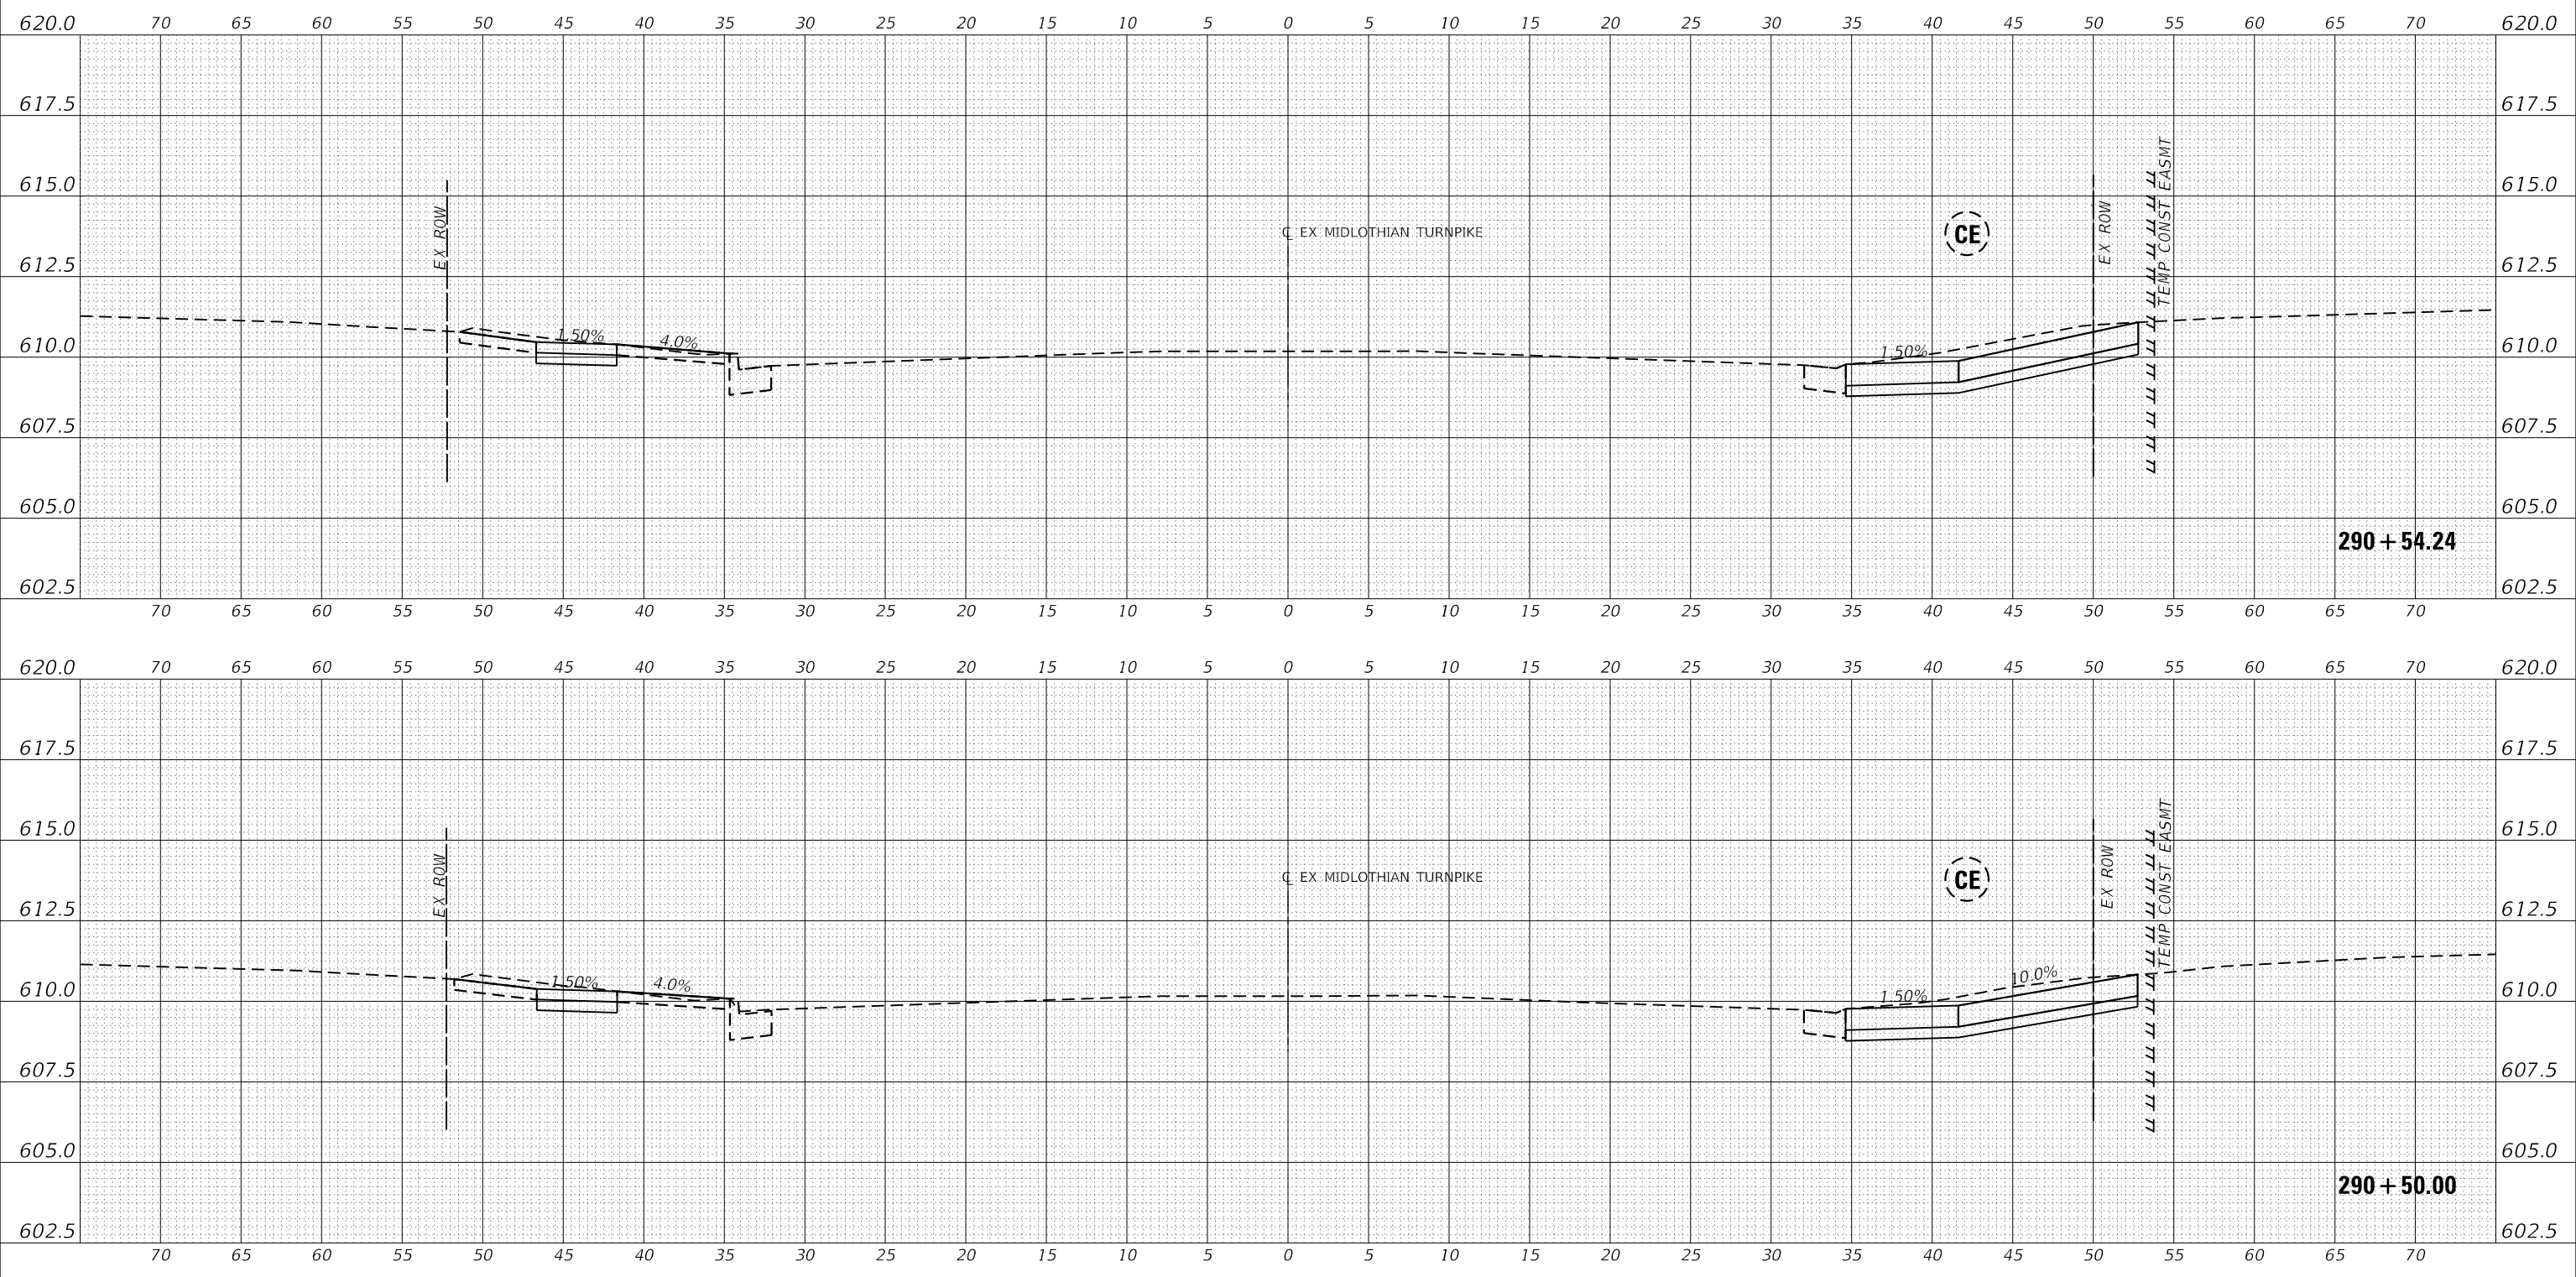 620.0 70 65 60 55 50 45 40 35 30 25 20 15 10 5 0 5 10 15 20 25 30 35 40 45 50 55 60 65 70 620.0
617.5 617.5
TEMP CONST EASMT
615.0 615.0
EX ROW
EX ROW
℄ EX MIDLOTHIAN TURNPIKE
CE
612.5 612.5
1.50% 4.0%
1.50%
610.0 610.0
607.5 607.5
605.0 605.0
290+54.24
602.5 602.5
70 65 60 55 50 45 40 35 30 25 20 15 10 5 0 5 10 15 20 25 30 35 40 45 50 55 60 65 70
620.0 70 65 60 55 50 45 40 35 30 25 20 15 10 5 0 5 10 15 20 25 30 35 40 45 50 55 60 65 70 620.0
617.5 617.5
TEMP CONST EASMT
615.0 615.0
EX ROW
EX ROW
℄ EX MIDLOTHIAN TURNPIKE
CE
612.5 612.5
1.50% 4.0%
1.50% 10.0%
610.0 610.0
607.5 607.5
605.0 605.0
290+50.00
602.5 602.5
70 65 60 55 50 45 40 35 30 25 20 15 10 5 0 5 10 15 20 25 30 35 40 45 50 55 60 65 70